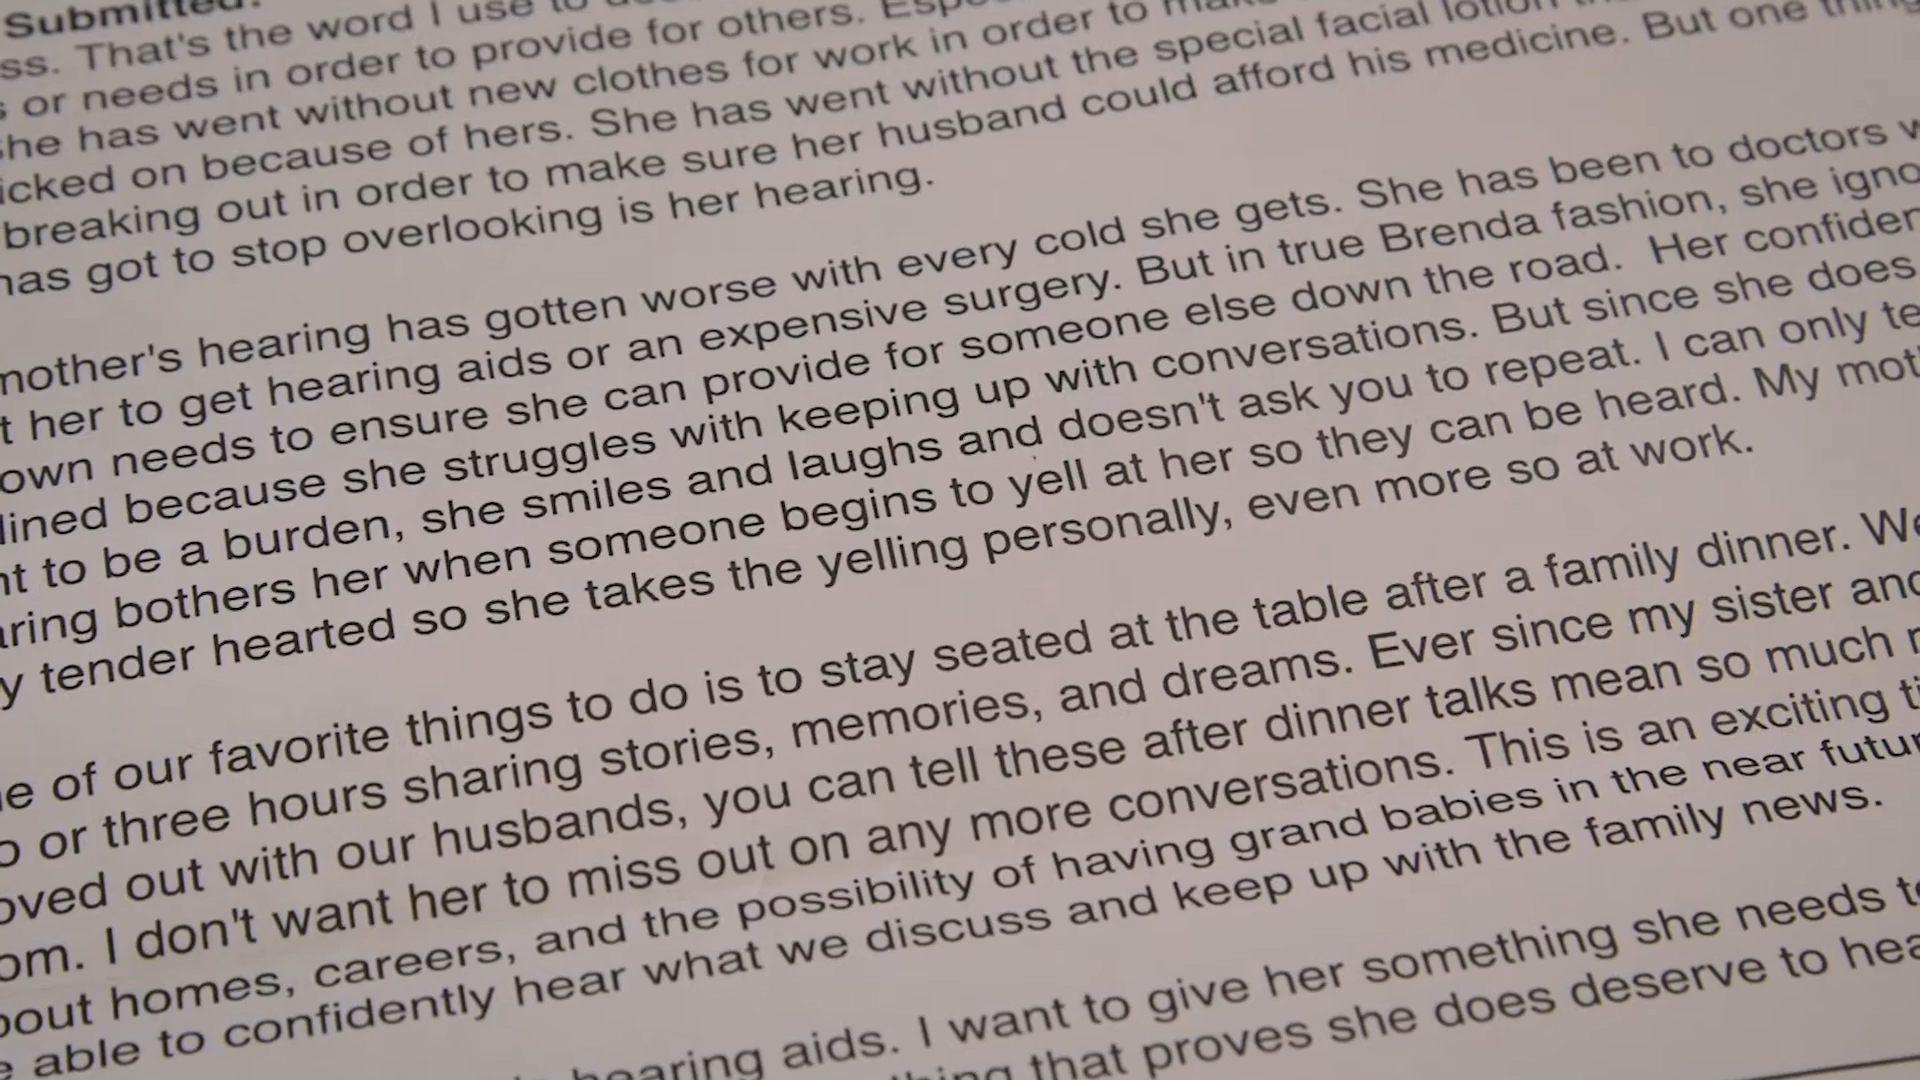 Submitted:
ss. That's the word I use to
or needs in order to provide for others.
she has went without new clothes for work in order to
icked on because of hers. She has went without the special facial lotion
breaking out in order to make sure her husband could afford his medicine. But one thing
has got to stop overlooking is her hearing.
mother's hearing has gotten worse with every cold she gets. She has been to doctors w
t her to get hearing aids or an expensive surgery. But in true Brenda fashion, she igno
own needs to ensure she can provide for someone else down the road. Her confiden
lined because she struggles with keeping up with conversations. But since she does
nt to be a burden, she smiles and laughs and doesn't ask you to repeat. I can only te
aring bothers her when someone begins to yell at her so they can be heard. My moth
y tender hearted so she takes the yelling personally, even more so at work.
ne of our favorite things to do is to stay seated at the table after a family dinner. We
o or three hours sharing stories, memories, and dreams. Ever since my sister and
oved out with our husbands, you can tell these after dinner talks mean so much
om. I don't want her to miss out on any more conversations. This is an exciting ti
bout homes, careers, and the possibility of having grand babies in the near futur
e able to confidently hear what we discuss and keep up with the family news.
hearing aids. I want to give her something she needs to
thing that proves she does deserve to hea